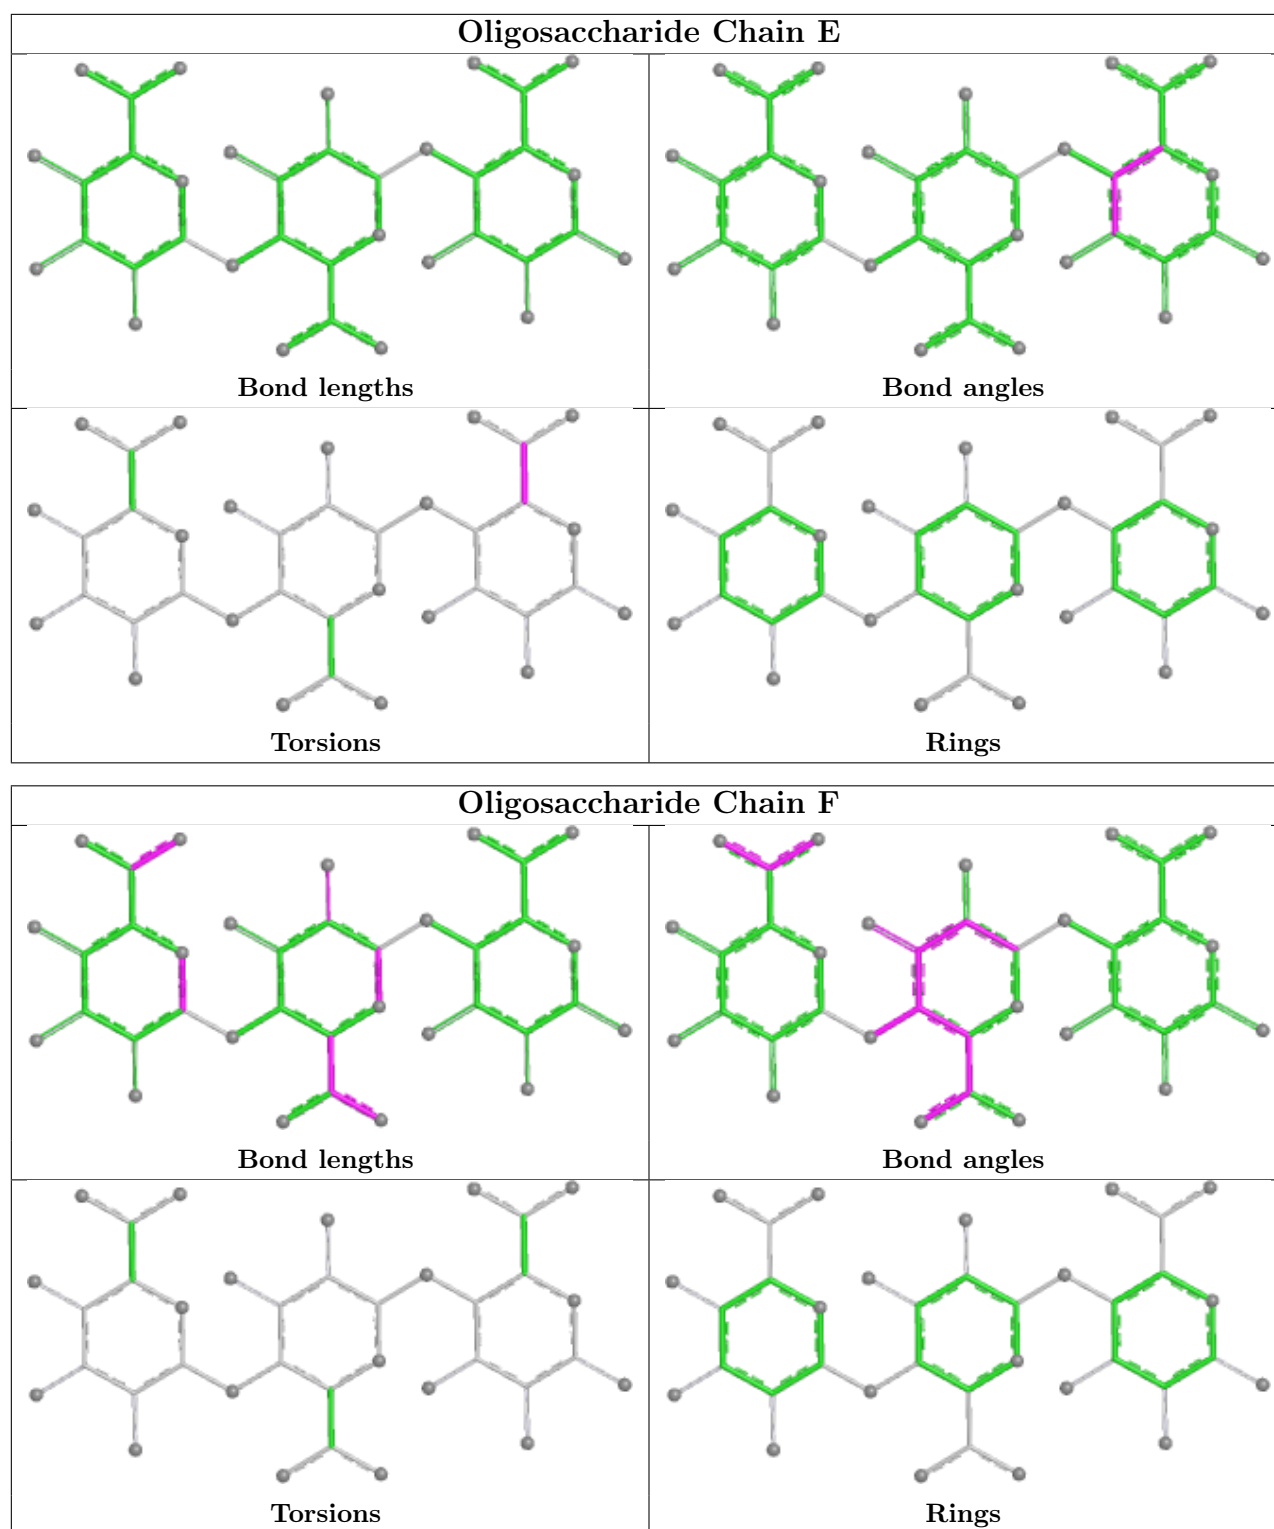 Oligosaccharide Chain E
Bond lengths
Bond angles
Torsions
Rings
Oligosaccharide Chain F
Bond lengths
Bond angles
Torsions
Rings